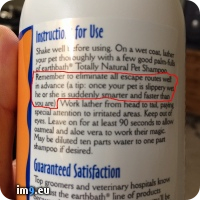 Instructions for Use
Shake well before using. On a wet coat, lather
your pet thoroughly with a few good palm-fulls
of earthbath® Totally Natural Pet Shampoo.
Remember to eliminate all escape routes well
in advance (a tip: once your pet is slippery wet,
he or she is suddenly smarter and faster than
you are). Work lather from head to tail, paying
special attention to irritated areas. Keep out of
eyes. Leave on for at least 90 seconds to allow
oatmeal and aloe vera to work their magic.
May be diluted ten parts water to one part
shampoo if desired.
Guaranteed Satisfaction
Top groomers and veterinary hospitals know
the earthbath® line of products
img.eu